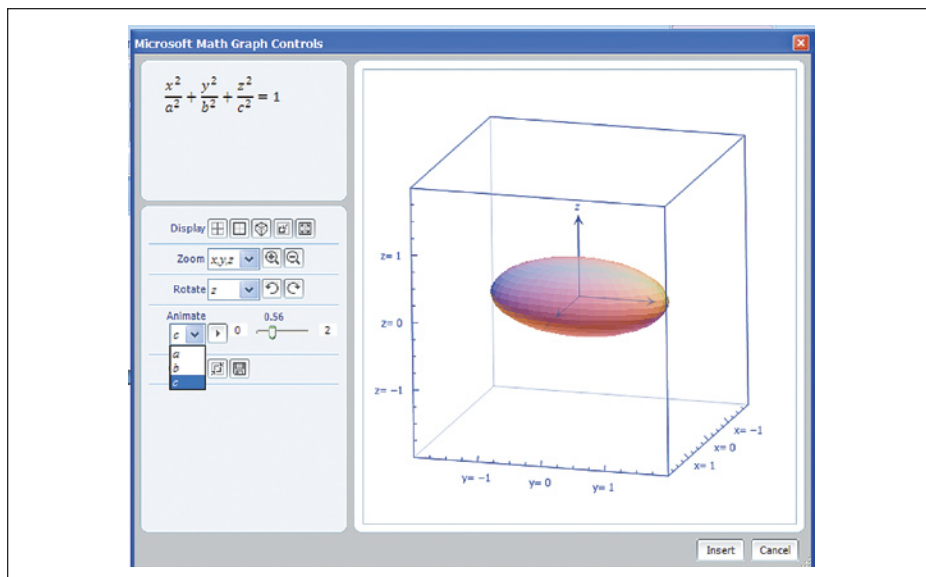 Microsoft Math Graph Controls
x²/a² + y²/b² + z²/c² = 1
Display
Zoom x,y,z
Rotate z
Animate 0.56
c 0 2
a
b
c
z
z= 1
z= 0
z= −1
y= −1
y= 0
y= 1
x= 1
x= 0
x= −1
Insert Cancel